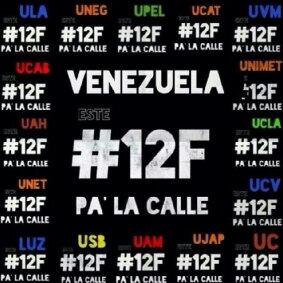 ULA
#12F
PA' LA CALLE
UNEG
#12F
PA' LA CALLE
UPEL
#12F
PA' LA CALLE
UCAT
#12F
PA' LA CALLE
UVM
#12F
PA' LA CALLE
UCAB
#12F
PA' LA CALLE
VENEZUELA
ESTE
#12F
PA' LA CALLE
UNIMET
#12F
PA' LA CALLE
UAH
#12F
PA' LA CALLE
UCLA
#12F
PA' LA CALLE
UNET
#12F
PA' LA CALLE
UCV
#12F
PA' LA CALLE
LUZ
#12F
PA' LA CALLE
USB
#12F
PA' LA CALLE
UAM
#12F
PA' LA CALLE
UJAP
#12F
PA' LA CALLE
UC
#12F
PA' LA CALLE